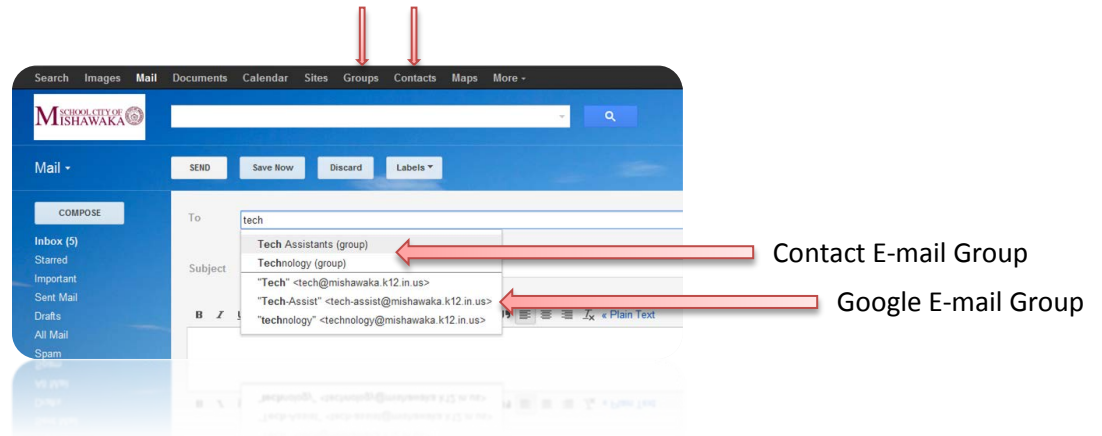 Search Images Mail Documents Calendar Sites Groups Contacts Maps More
SCHOOL CITY OF
MISHAWAKA
Mail
SEND Save Now Discard Labels
COMPOSE
To tech
Inbox (5)
Tech Assistants (group)
Starred
Technology (group)
Contact E-mail Group
Subject
Important
"Tech" <tech@mishawaka.k12.in.us>
Sent Mail
"Tech-Assist" <tech-assist@mishawaka.k12.in.us>
Google E-mail Group
Drafts
B I
"technology" <technology@mishawaka.k12.in.us>
« Plain Text
All Mail
Spam